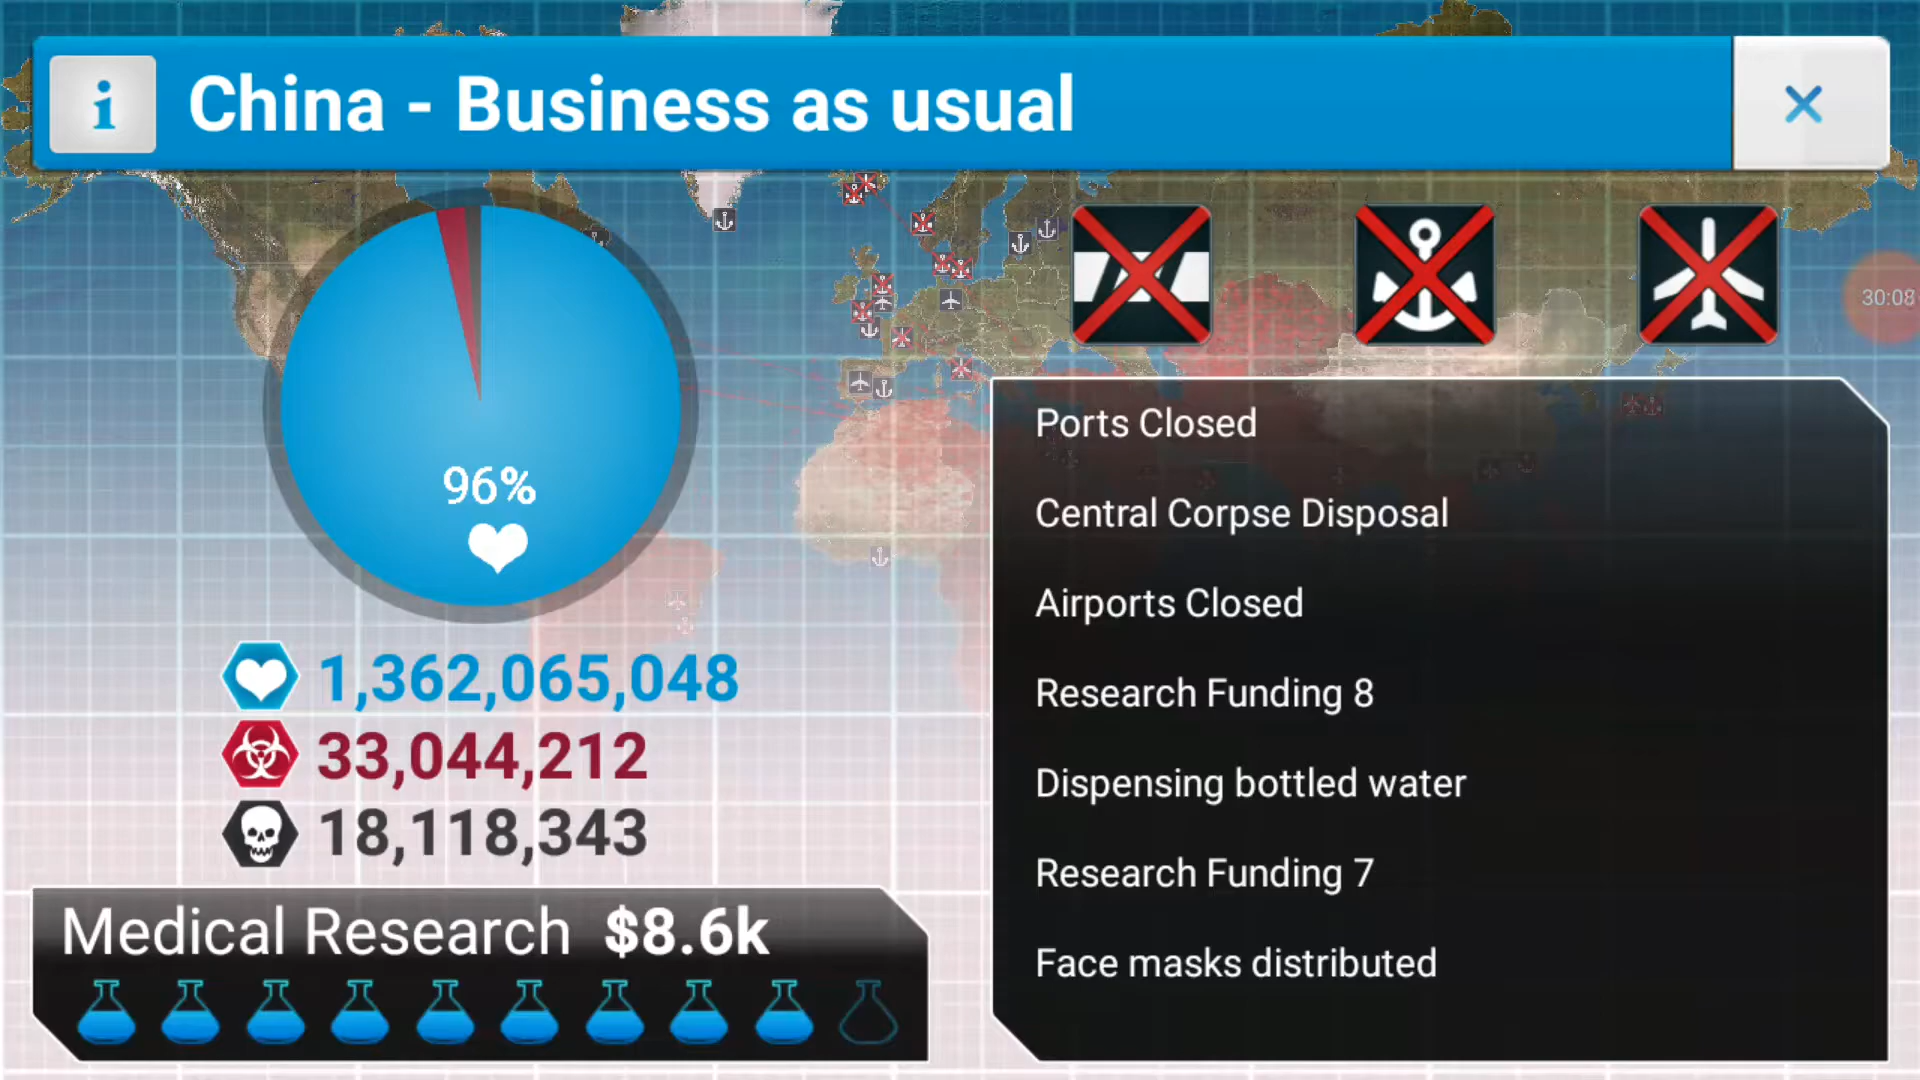 i
China - Business as usual
30:08
96%
Ports Closed
Central Corpse Disposal
Airports Closed
Research Funding 8
Dispensing bottled water
Research Funding 7
Face masks distributed
1,362,065,048
33,044,212
18,118,343
Medical Research $8.6k